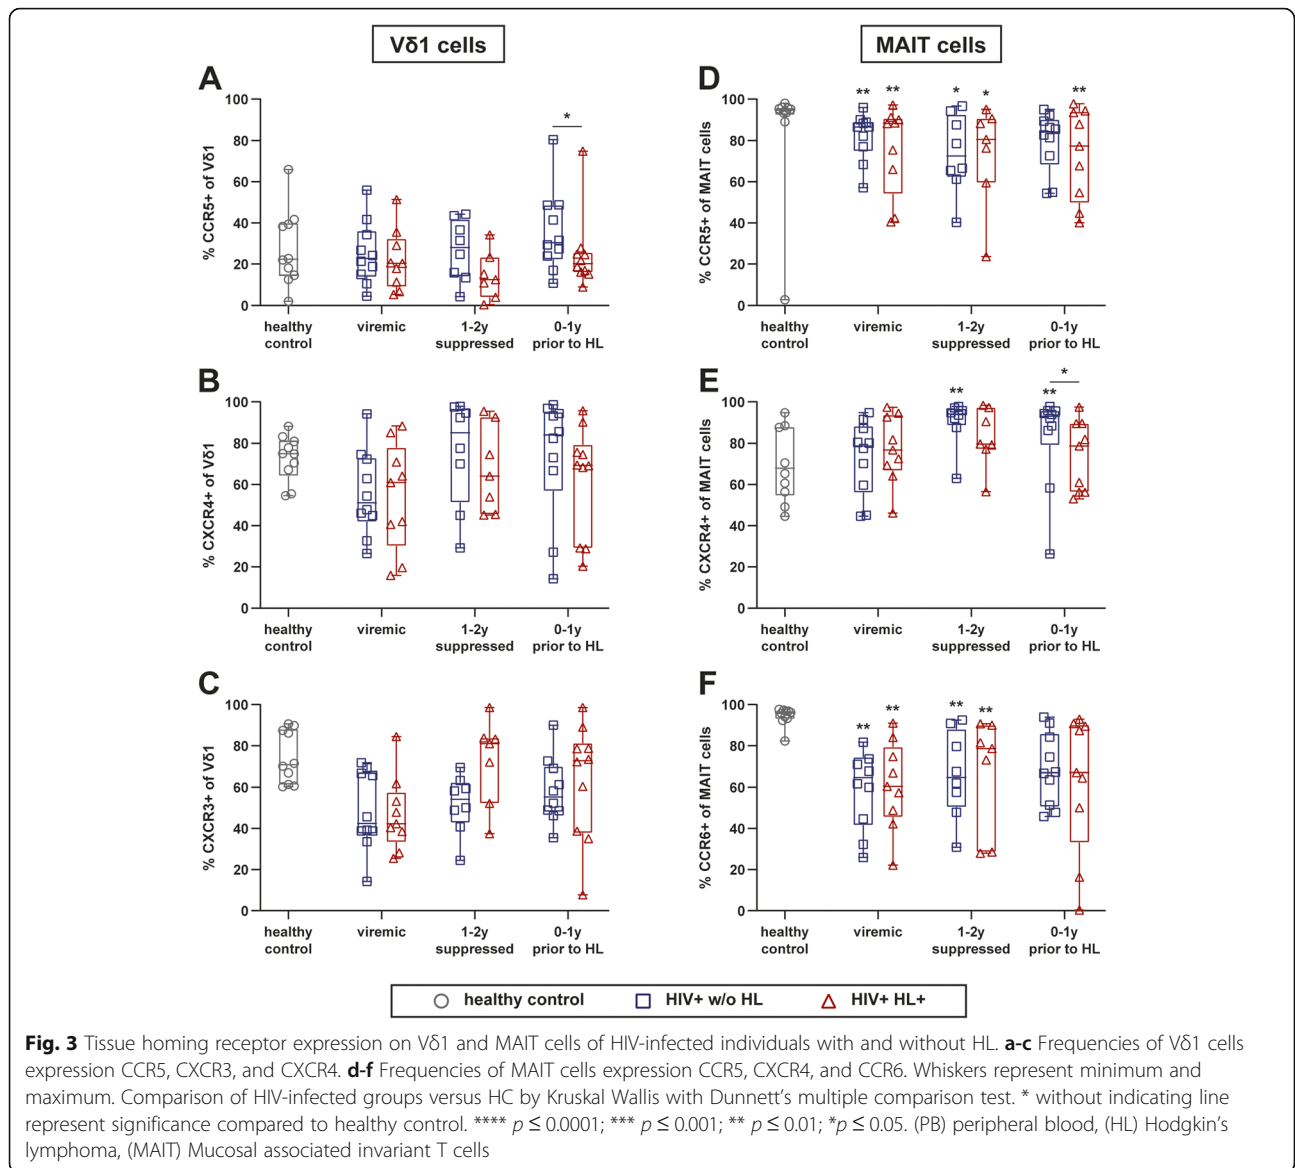 Vδ1 cells
MAIT cells
A
% CCR5+ of Vδ1
100
80
60
40
20
0
*
healthy control
viremic
1-2y suppressed
0-1y prior to HL
D
% CCR5+ of MAIT cells
100
80
60
40
20
0
** ** * * **
healthy control
viremic
1-2y suppressed
0-1y prior to HL
B
% CXCR4+ of Vδ1
100
80
60
40
20
0
healthy control
viremic
1-2y suppressed
0-1y prior to HL
E
% CXCR4+ of MAIT cells
100
80
60
40
20
0
** ** *
healthy control
viremic
1-2y suppressed
0-1y prior to HL
C
% CXCR3+ of Vδ1
100
80
60
40
20
0
healthy control
viremic
1-2y suppressed
0-1y prior to HL
F
% CCR6+ of MAIT cells
100
80
60
40
20
0
** ** ** **
healthy control
viremic
1-2y suppressed
0-1y prior to HL
healthy control HIV+ w/o HL HIV+ HL+
Fig. 3 Tissue homing receptor expression on Vδ1 and MAIT cells of HIV-infected individuals with and without HL. a-c Frequencies of Vδ1 cells
expression CCR5, CXCR3, and CXCR4. d-f Frequencies of MAIT cells expression CCR5, CXCR4, and CCR6. Whiskers represent minimum and
maximum. Comparison of HIV-infected groups versus HC by Kruskal Wallis with Dunnett's multiple comparison test. * without indicating line
represent significance compared to healthy control. **** p ≤ 0.0001; *** p ≤ 0.001; ** p ≤ 0.01; *p ≤ 0.05. (PB) peripheral blood, (HL) Hodgkin's
lymphoma, (MAIT) Mucosal associated invariant T cells